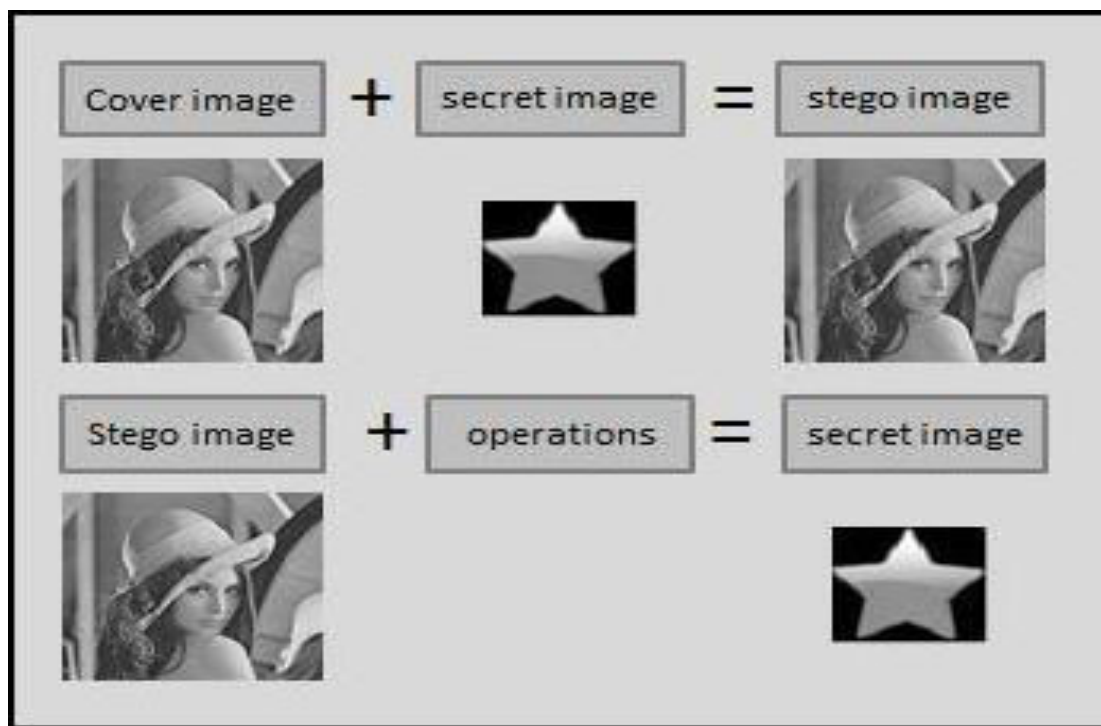 Cover image + secret image = stego image
Stego image + operations = secret image